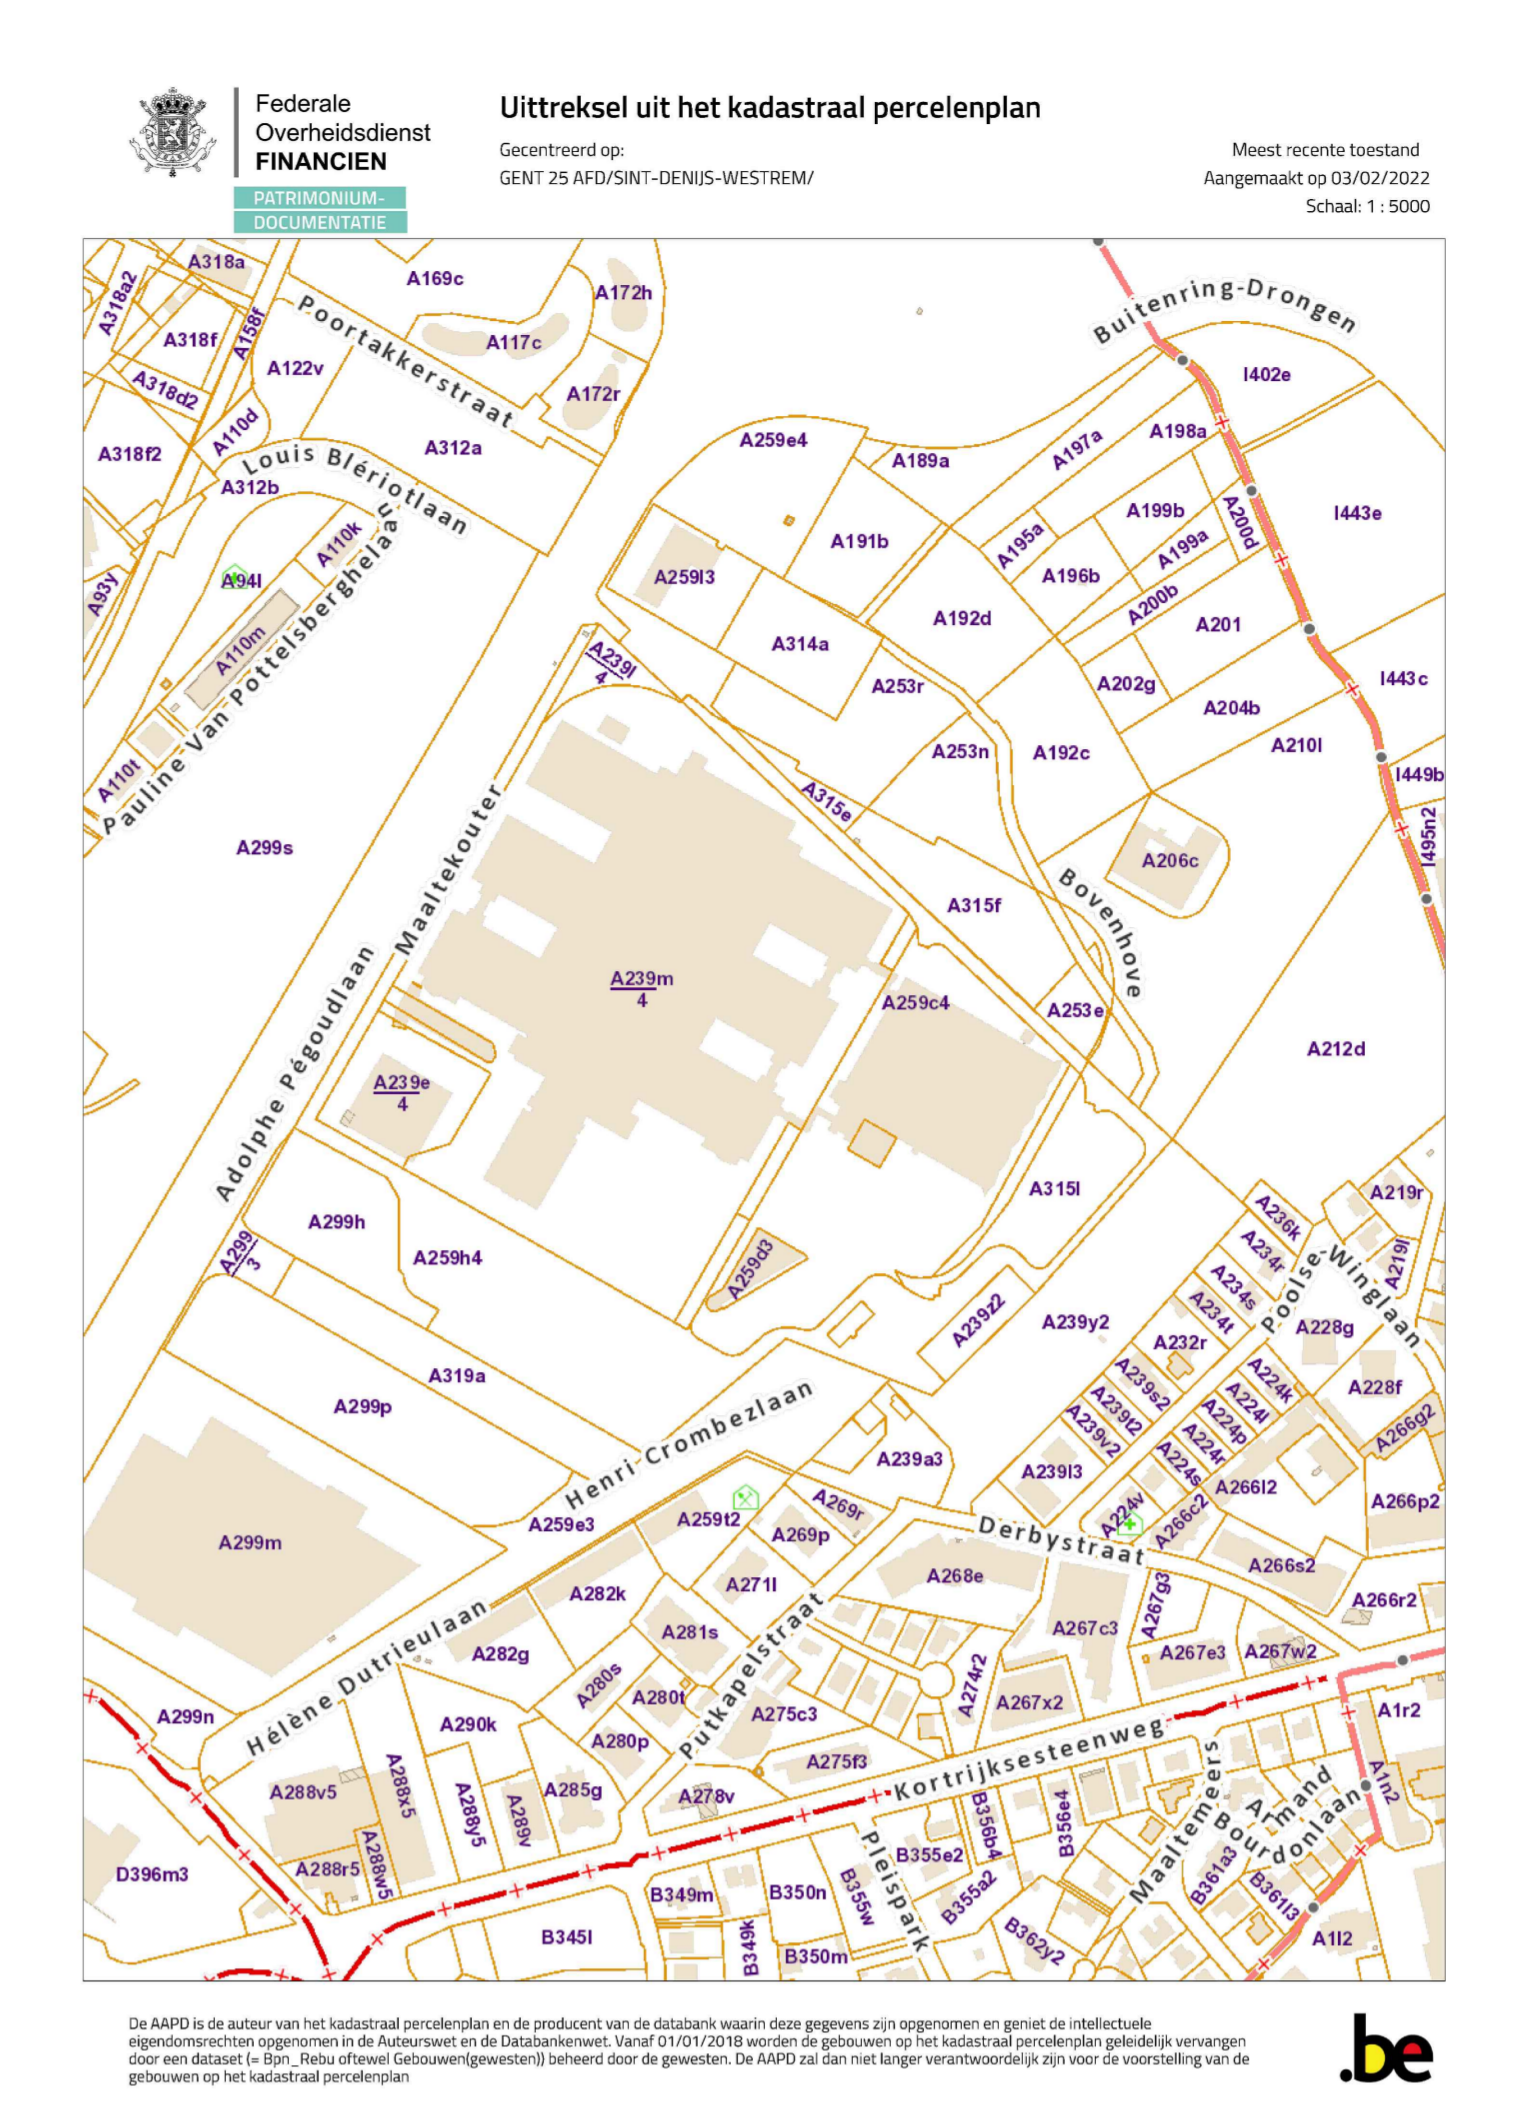 Federale
Overheidsdienst
FINANCIEN
PATRIMONIUM-
DOCUMENTATIE
Uittreksel uit het kadastraal percelenplan
Gecentreerd op:
GENT 25 AFD/SINT-DENIJS-WESTREM/
Meest recente toestand
Aangemaakt op 03/02/2022
Schaal: 1 : 5000
A318a
A169c
A172h
A318a2
A158f
Poortakkerstraat
Buitenring-Drongen
A318f
A117c
A122v
I402e
A318d2
A172r
A110d
A312a
A259e4
A198a
A197a
A318f2
Louis Blériotlaan
A189a
A312b
A110k
A191b
A199b
A200d
I443e
A195a
A199a
A94l
A93y
A259l3
A196b
A200b
Pauline Van Pottelsberghelaan
A110m
A192d
A201
A314a
A239l
4
A253r
A202g
I443c
A204b
A110t
A253n
A192c
A210l
I449b
A315e
A299s
Maaltekouter
A206c
I495n2
Bovenhove
A315f
A239m
4
A259c4
A253e
Adolphe Pégoudlaan
A212d
A239e
4
A315l
A219r
A299h
A236k
A299
3
A259h4
A259d3
A234r
A219l
A234s
Poolse-Winglaan
A234t
A239z2
A239y2
A228g
A232r
A319a
A239s2
A224k
A228f
A299p
Henri Crombezlaan
A239t2
A224l
A239v2
A224p
A266g2
A224r
A239a3
A239l3
A224s
A266l2
A269r
A224v
A266c2
A266p2
A259e3
A259t2
A269p
Derbystraat
A299m
A268e
A266s2
A271l
A282k
A267g3
A266r2
A281s
Putkapelstraat
A267c3
Hélène Dutrieulaan
A282g
A274r2
A267e3
A267w2
A280s
A280t
A267x2
A299n
A290k
A275c3
A1r2
A280p
Kortrijksesteenweg
A275f3
A288v5
A288x5
A285g
A278v
A1n2
A288y5
A289v
B356b4
B356e4
Maaltemeers
Armand
Bourdonlaan
Pleispark
B355e2
A288r5
A288w5
D396m3
B349m
B350n
B355w
B355a2
B361a3
B361l3
B345l
B349k
B350m
B362y2
A1l2
De AAPD is de auteur van het kadastraal percelenplan en de producent van de databank waarin deze gegevens zijn opgenomen en geniet de intellectuele
eigendomsrechten opgenomen in de Auteurswet en de Databankenwet. Vanaf 01/01/2018 worden de gebouwen op het kadastraal percelenplan geleidelijk vervangen
door een dataset (= Bpn_Rebu oftewel Gebouwen(gewesten)) beheerd door de gewesten. De AAPD zal dan niet langer verantwoordelijk zijn voor de voorstelling van de
gebouwen op het kadastraal percelenplan
.be